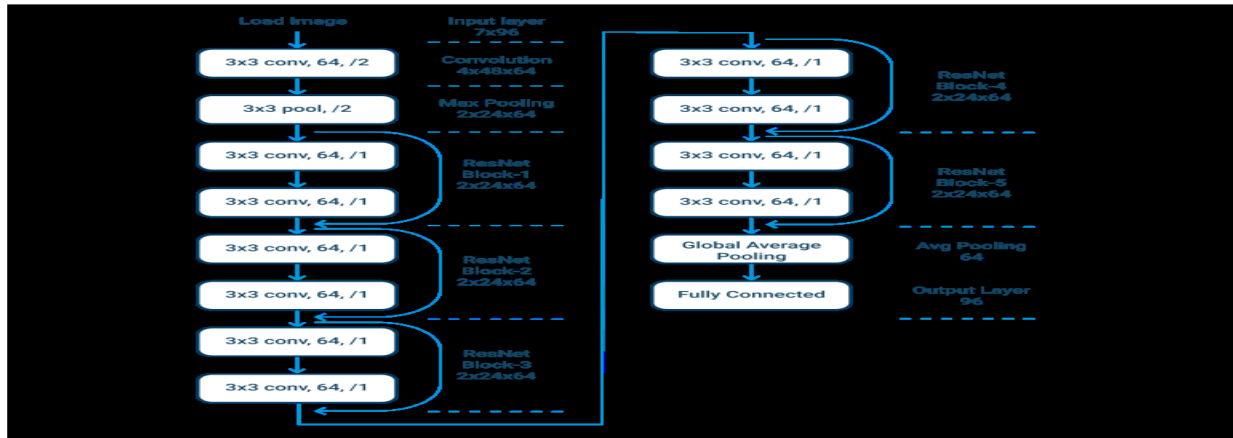 Load Image
Input layer
7x96
3x3 conv, 64, /2
Convolution
4x48x64
3x3 pool, /2
Max Pooling
2x24x64
3x3 conv, 64, /1
3x3 conv, 64, /1
ResNet
Block-1
2x24x64
3x3 conv, 64, /1
3x3 conv, 64, /1
ResNet
Block-2
2x24x64
3x3 conv, 64, /1
3x3 conv, 64, /1
ResNet
Block-3
2x24x64
3x3 conv, 64, /1
3x3 conv, 64, /1
ResNet
Block-4
2x24x64
3x3 conv, 64, /1
3x3 conv, 64, /1
ResNet
Block-5
2x24x64
Global Average
Pooling
Avg Pooling
64
Fully Connected
Output Layer
96